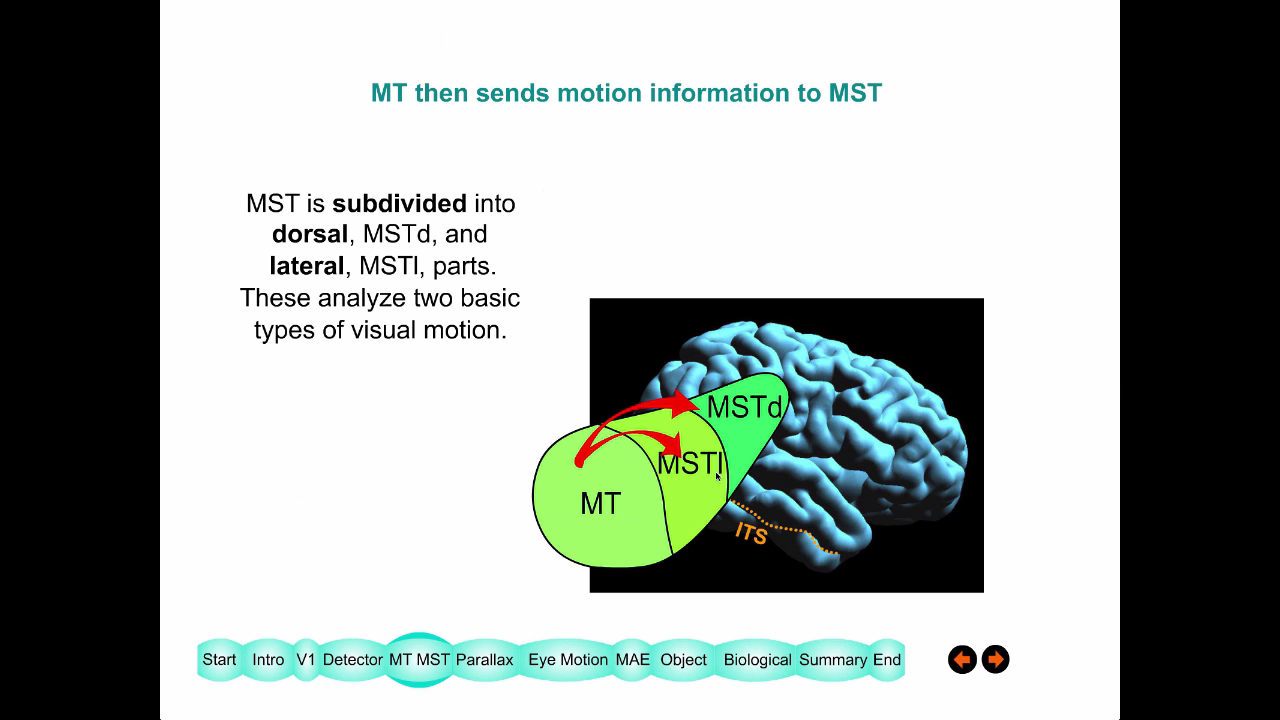 MT then sends motion information to MST
MST is subdivided into
dorsal, MSTd, and
lateral, MSTl, parts.
These analyze two basic
types of visual motion.
MSTd
MSTl
MT
ITS
Start Intro V1 Detector MT MST Parallax Eye Motion MAE Object Biological Summary End